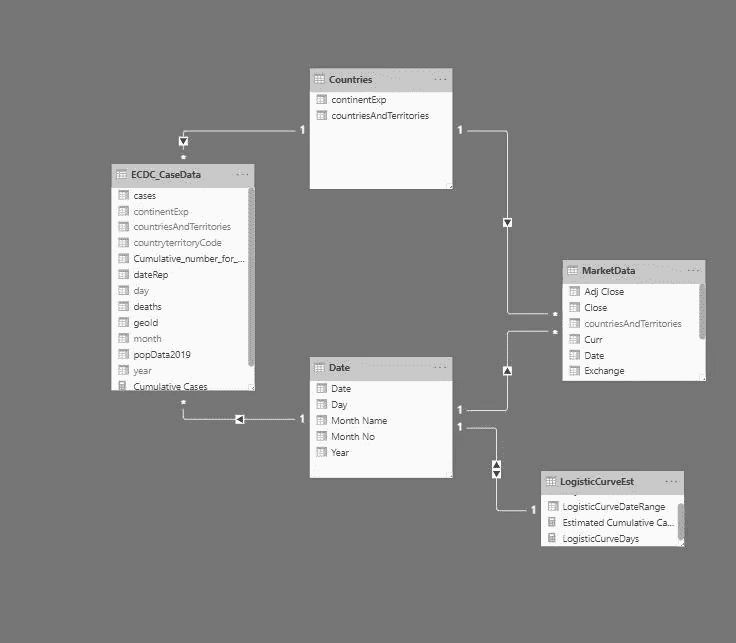 Countries
continentExp
countriesAndTerritories
1
1
ECDC_CaseData
cases
continentExp
countriesAndTerritories
countryterritoryCode
Cumulative_number_for_...
dateRep
day
deaths
geoId
month
popData2019
year
Cumulative Cases
*
*
MarketData
Adj Close
Close
countriesAndTerritories
Curr
Date
Exchange
*
*
Date
Date
Day
Month Name
Month No
Year
1
1
1
LogisticCurveEst
LogisticCurveDateRange
Estimated Cumulative Ca...
LogisticCurveDays
1